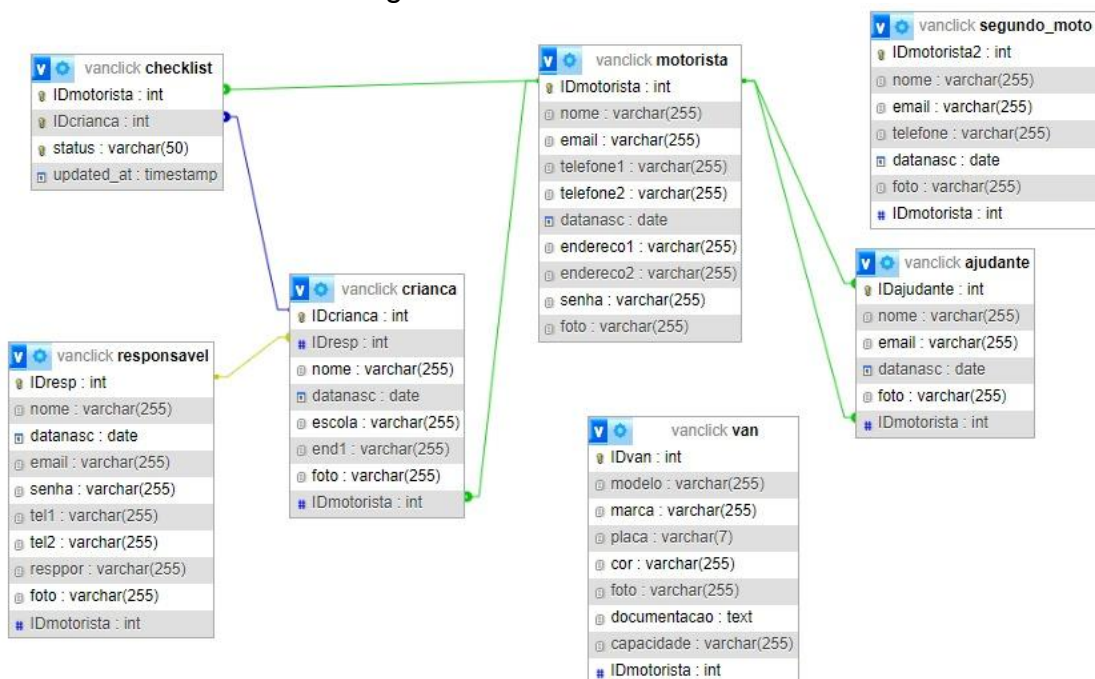 vanclick checklist
IDmotorista : int
IDcrianca : int
status : varchar(50)
updated_at : timestamp
vanclick motorista
IDmotorista : int
nome : varchar(255)
email : varchar(255)
telefone1 : varchar(255)
telefone2 : varchar(255)
datanasc : date
endereco1 : varchar(255)
endereco2 : varchar(255)
senha : varchar(255)
foto : varchar(255)
vanclick segundo_moto
IDmotorista2 : int
nome : varchar(255)
email : varchar(255)
telefone : varchar(255)
datanasc : date
foto : varchar(255)
IDmotorista : int
vanclick ajudante
IDajudante : int
nome : varchar(255)
email : varchar(255)
datanasc : date
foto : varchar(255)
IDmotorista : int
vanclick crianca
IDcrianca : int
IDresp : int
nome : varchar(255)
datanasc : date
escola : varchar(255)
end1 : varchar(255)
foto : varchar(255)
IDmotorista : int
vanclick responsavel
IDresp : int
nome : varchar(255)
datanasc : date
email : varchar(255)
senha : varchar(255)
tel1 : varchar(255)
tel2 : varchar(255)
resppor : varchar(255)
foto : varchar(255)
IDmotorista : int
vanclick van
IDvan : int
modelo : varchar(255)
marca : varchar(255)
placa : varchar(7)
cor : varchar(255)
foto : varchar(255)
documentacao : text
capacidade : varchar(255)
IDmotorista : int